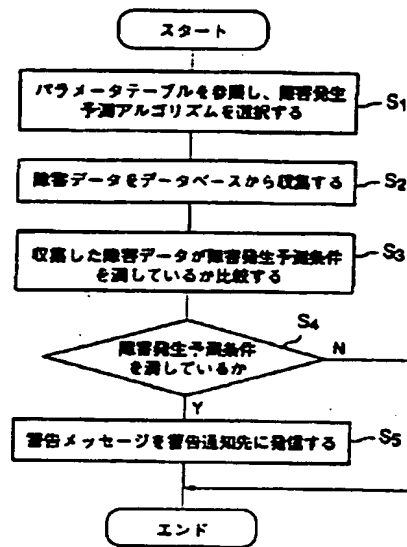 スタート
パラメータテーブルを参照し、障害発生
予測アルゴリズムを選択する
S1
障害データをデータベースから収集する
S2
収集した障害データが障害発生予測条件
を満しているか比較する
S3
S4
障害発生予測条件
を満しているか
N
Y
警告メッセージを警告通知先に発信する
S5
エンド